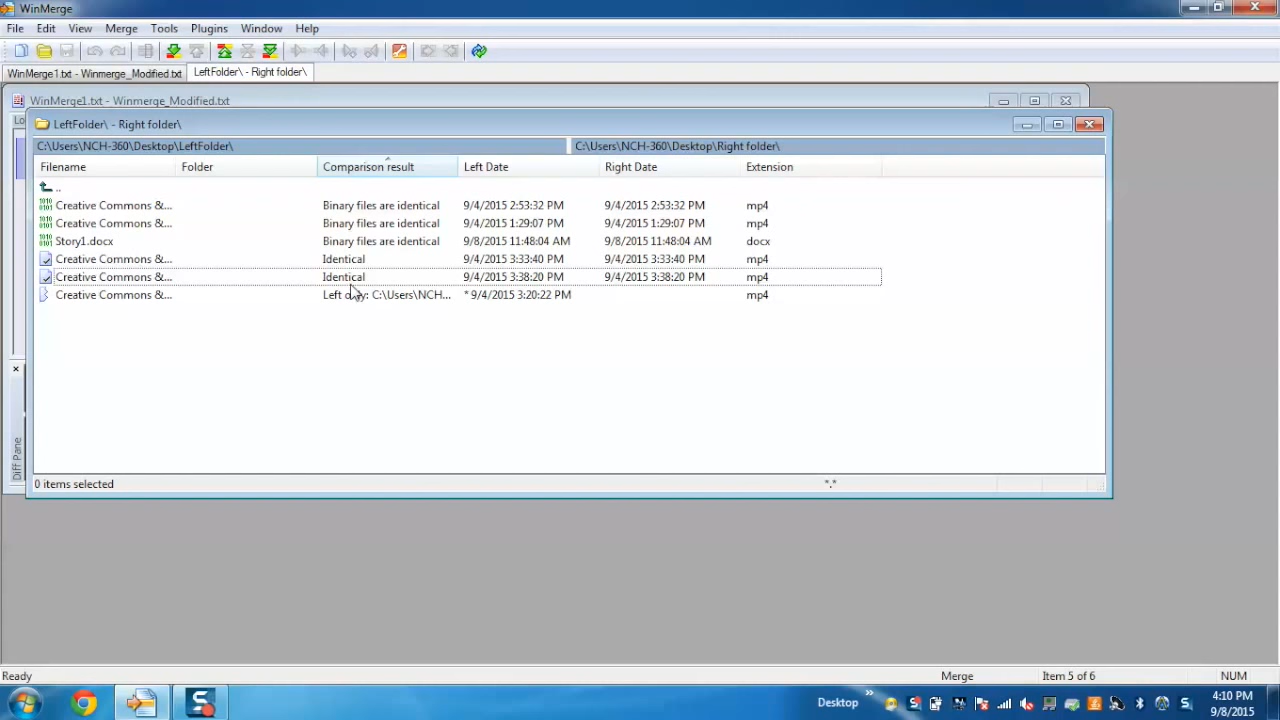 WinMerge
File Edit View Merge Tools Plugins Window Help
WinMerge1.txt - Winmerge_Modified.txt LeftFolder\ - Right folder\
WinMerge1.txt - Winmerge_Modified.txt
Lo
LeftFolder\ - Right folder\
C:\Users\NCH-360\Desktop\LeftFolder\ C:\Users\NCH-360\Desktop\Right folder\
Filename Folder Comparison result Left Date Right Date Extension
..
Creative Commons &... Binary files are identical 9/4/2015 2:53:32 PM 9/4/2015 2:53:32 PM mp4
Creative Commons &... Binary files are identical 9/4/2015 1:29:07 PM 9/4/2015 1:29:07 PM mp4
Story1.docx Binary files are identical 9/8/2015 11:48:04 AM 9/8/2015 11:48:04 AM docx
Creative Commons &... Identical 9/4/2015 3:33:40 PM 9/4/2015 3:33:40 PM mp4
Creative Commons &... Identical 9/4/2015 3:38:20 PM 9/4/2015 3:38:20 PM mp4
Creative Commons &... Left only: C:\Users\NCH... * 9/4/2015 3:20:22 PM mp4
Diff Pane
0 items selected *.*
Ready Merge Item 5 of 6 NUM
Desktop » 4:10 PM
9/8/2015